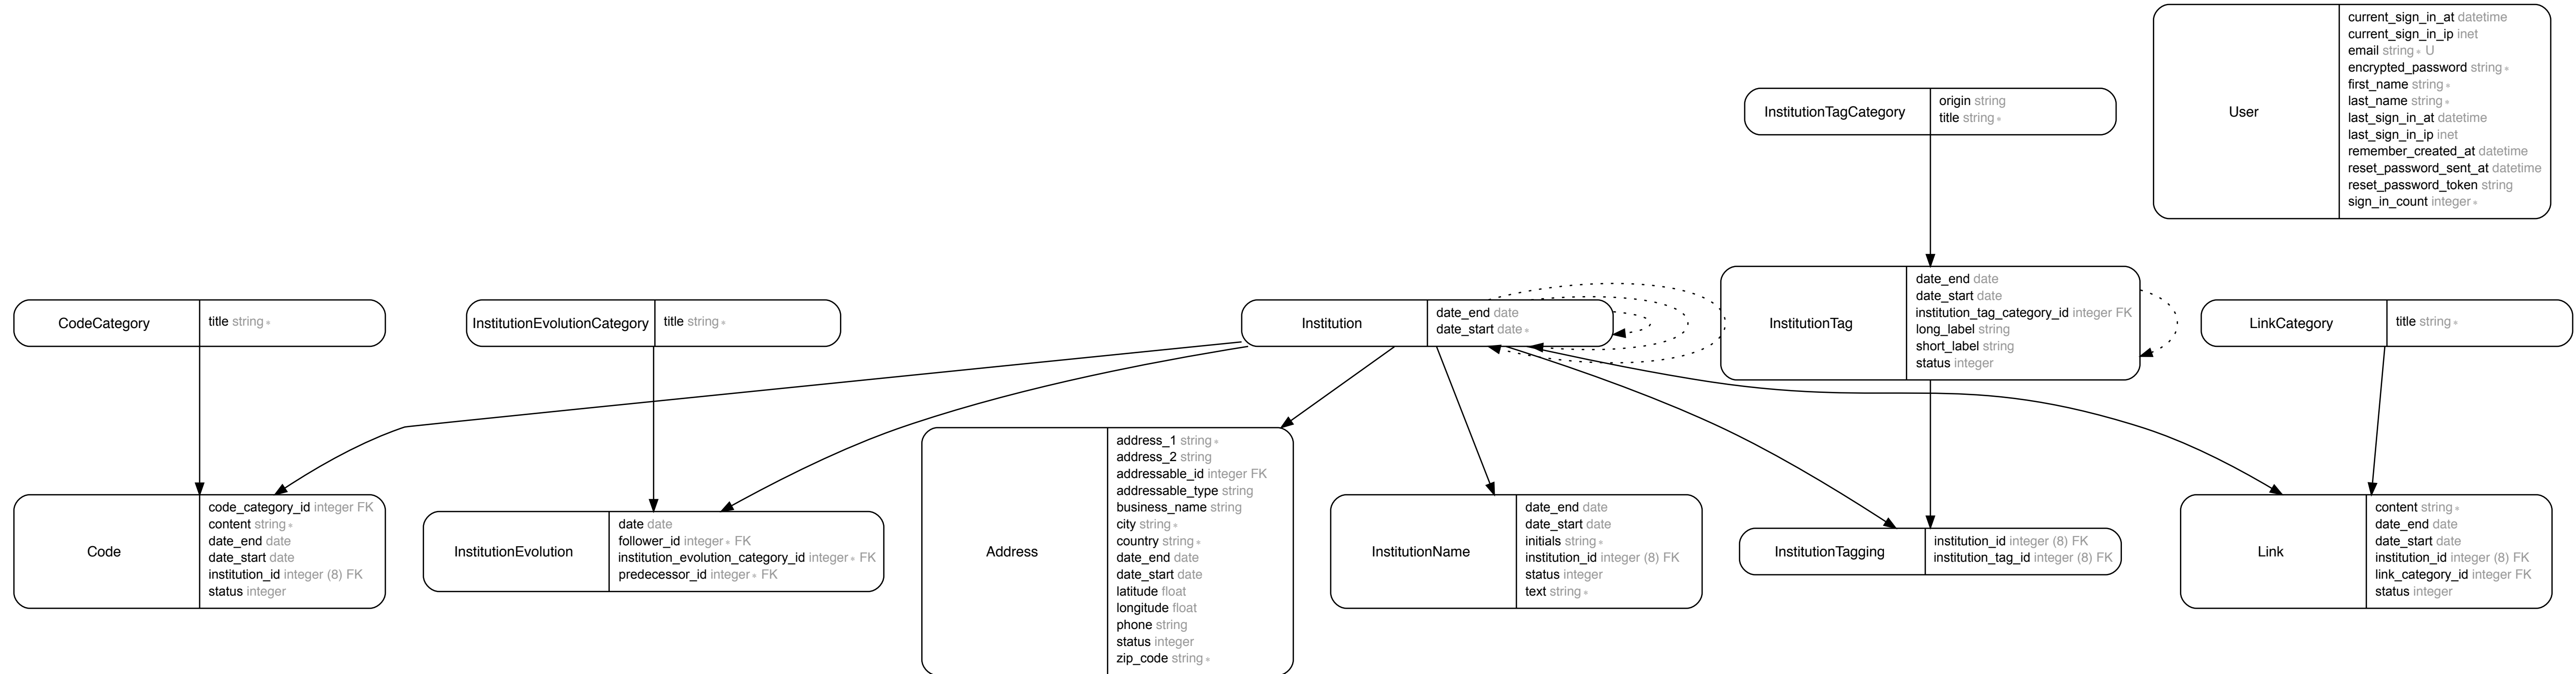 User
current_sign_in_at datetime
current_sign_in_ip inet
email string * U
encrypted_password string *
first_name string *
last_name string *
last_sign_in_at datetime
last_sign_in_ip inet
remember_created_at datetime
reset_password_sent_at datetime
reset_password_token string
sign_in_count integer *
InstitutionTagCategory
origin string
title string *
CodeCategory
title string *
InstitutionEvolutionCategory
title string *
Institution
date_end date
date_start date *
InstitutionTag
date_end date
date_start date
institution_tag_category_id integer FK
long_label string
short_label string
status integer
LinkCategory
title string *
Code
code_category_id integer FK
content string *
date_end date
date_start date
institution_id integer (8) FK
status integer
InstitutionEvolution
date date
follower_id integer * FK
institution_evolution_category_id integer * FK
predecessor_id integer * FK
Address
address_1 string *
address_2 string
addressable_id integer FK
addressable_type string
business_name string
city string *
country string *
date_end date
date_start date
latitude float
longitude float
phone string
status integer
zip_code string *
InstitutionName
date_end date
date_start date
initials string *
institution_id integer (8) FK
status integer
text string *
InstitutionTagging
institution_id integer (8) FK
institution_tag_id integer (8) FK
Link
content string *
date_end date
date_start date
institution_id integer (8) FK
link_category_id integer FK
status integer